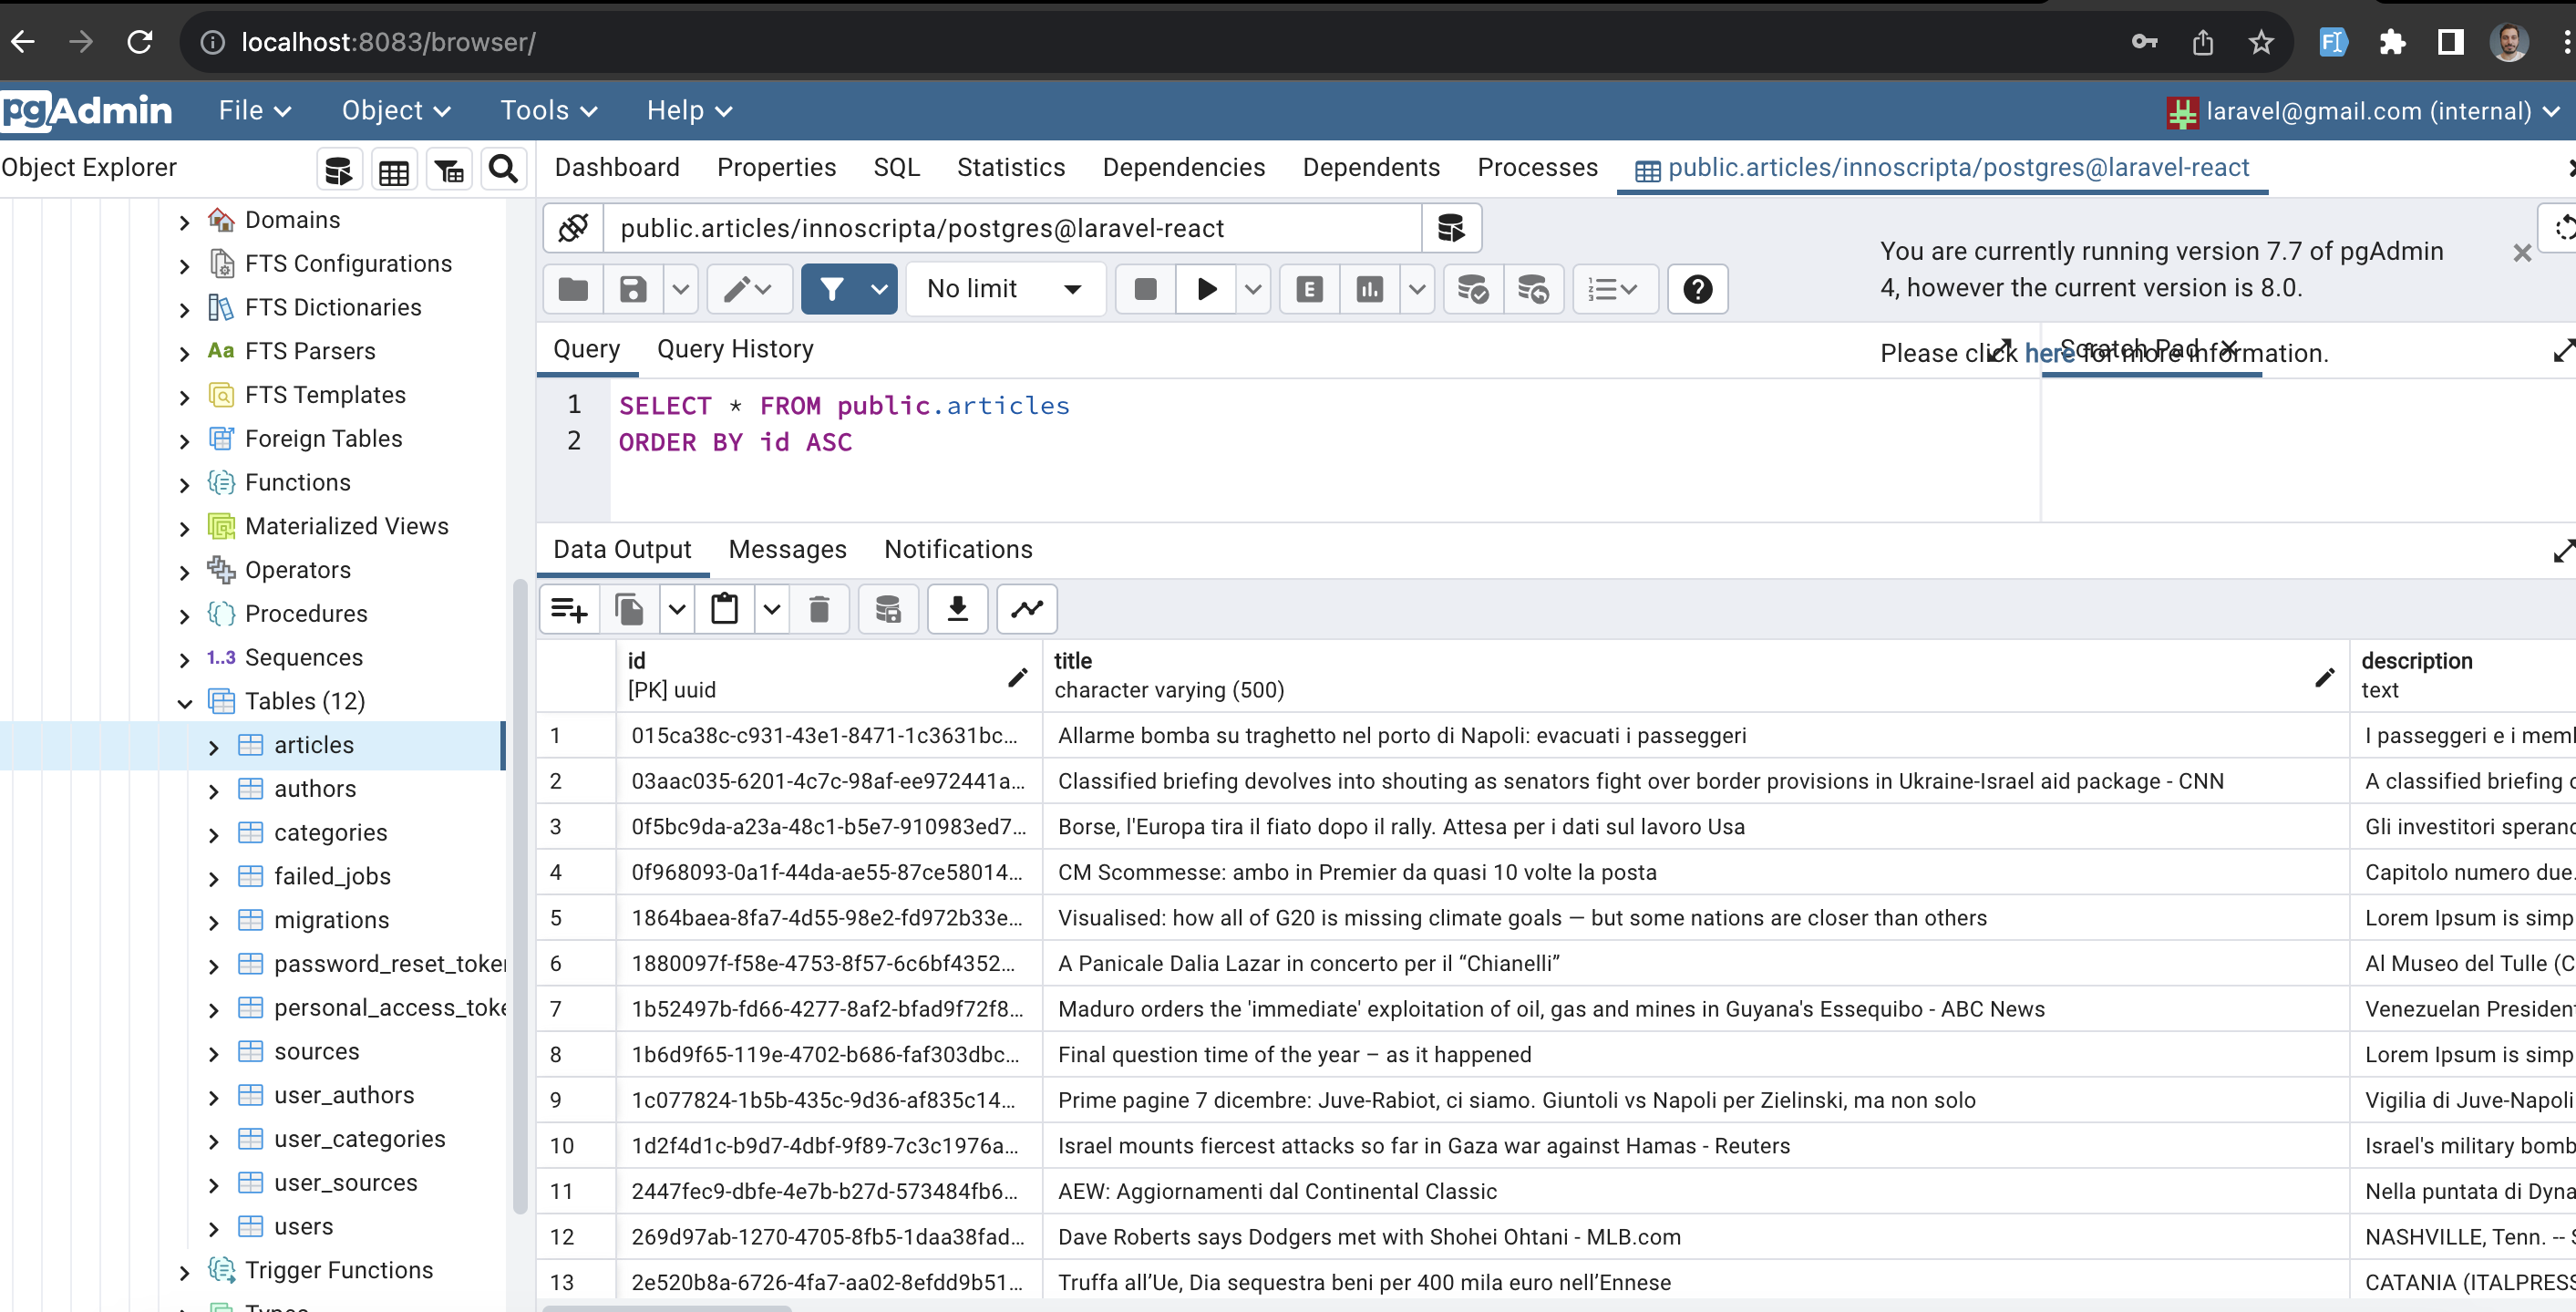 localhost:8083/browser/
pgAdmin File Object Tools Help laravel@gmail.com (internal)
Object Explorer
Domains
FTS Configurations
FTS Dictionaries
Aa FTS Parsers
FTS Templates
Foreign Tables
Functions
Materialized Views
Operators
Procedures
1..3 Sequences
Tables (12)
articles
authors
categories
failed_jobs
migrations
password_reset_token
personal_access_toke
sources
user_authors
user_categories
user_sources
users
Trigger Functions
Types
Dashboard Properties SQL Statistics Dependencies Dependents Processes public.articles/innoscripta/postgres@laravel-react
public.articles/innoscripta/postgres@laravel-react
No limit E
You are currently running version 7.7 of pgAdmin
4, however the current version is 8.0.
Please click here for more information.
Query Query History Scratch Pad
1 SELECT * FROM public.articles
2 ORDER BY id ASC
Data Output Messages Notifications
id title description
[PK] uuid character varying (500) text
1 015ca38c-c931-43e1-8471-1c3631bc... Allarme bomba su traghetto nel porto di Napoli: evacuati i passeggeri I passeggeri e i meml
2 03aac035-6201-4c7c-98af-ee972441a... Classified briefing devolves into shouting as senators fight over border provisions in Ukraine-Israel aid package - CNN A classified briefing
3 0f5bc9da-a23a-48c1-b5e7-910983ed7... Borse, l'Europa tira il fiato dopo il rally. Attesa per i dati sul lavoro Usa Gli investitori speranc
4 0f968093-0a1f-44da-ae55-87ce58014... CM Scommesse: ambo in Premier da quasi 10 volte la posta Capitolo numero due.
5 1864baea-8fa7-4d55-98e2-fd972b33e... Visualised: how all of G20 is missing climate goals — but some nations are closer than others Lorem Ipsum is simp
6 1880097f-f58e-4753-8f57-6c6bf4352... A Panicale Dalia Lazar in concerto per il “Chianelli” Al Museo del Tulle (C
7 1b52497b-fd66-4277-8af2-bfad9f72f8... Maduro orders the 'immediate' exploitation of oil, gas and mines in Guyana's Essequibo - ABC News Venezuelan President
8 1b6d9f65-119e-4702-b686-faf303dbc... Final question time of the year – as it happened Lorem Ipsum is simp
9 1c077824-1b5b-435c-9d36-af835c14... Prime pagine 7 dicembre: Juve-Rabiot, ci siamo. Giuntoli vs Napoli per Zielinski, ma non solo Vigilia di Juve-Napoli
10 1d2f4d1c-b9d7-4dbf-9f89-7c3c1976a... Israel mounts fiercest attacks so far in Gaza war against Hamas - Reuters Israel's military bomb
11 2447fec9-dbfe-4e7b-b27d-573484fb6... AEW: Aggiornamenti dal Continental Classic Nella puntata di Dyna
12 269d97ab-1270-4705-8fb5-1daa38fad... Dave Roberts says Dodgers met with Shohei Ohtani - MLB.com NASHVILLE, Tenn. --
13 2e520b8a-6726-4fa7-aa02-8efdd9b51... Truffa all’Ue, Dia sequestra beni per 400 mila euro nell’Ennese CATANIA (ITALPRESS